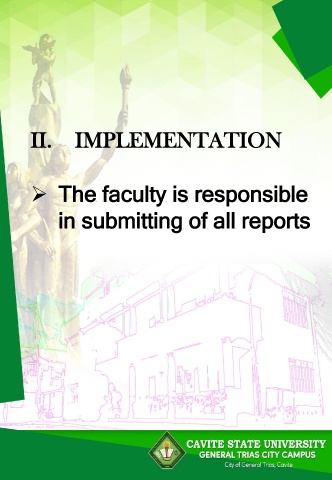 II. IMPLEMENTATION
➢ The faculty is responsible
in submitting of all reports
CAVITE STATE UNIVERSITY
GENERAL TRIAS CITY CAMPUS
City of General Trias, Cavite